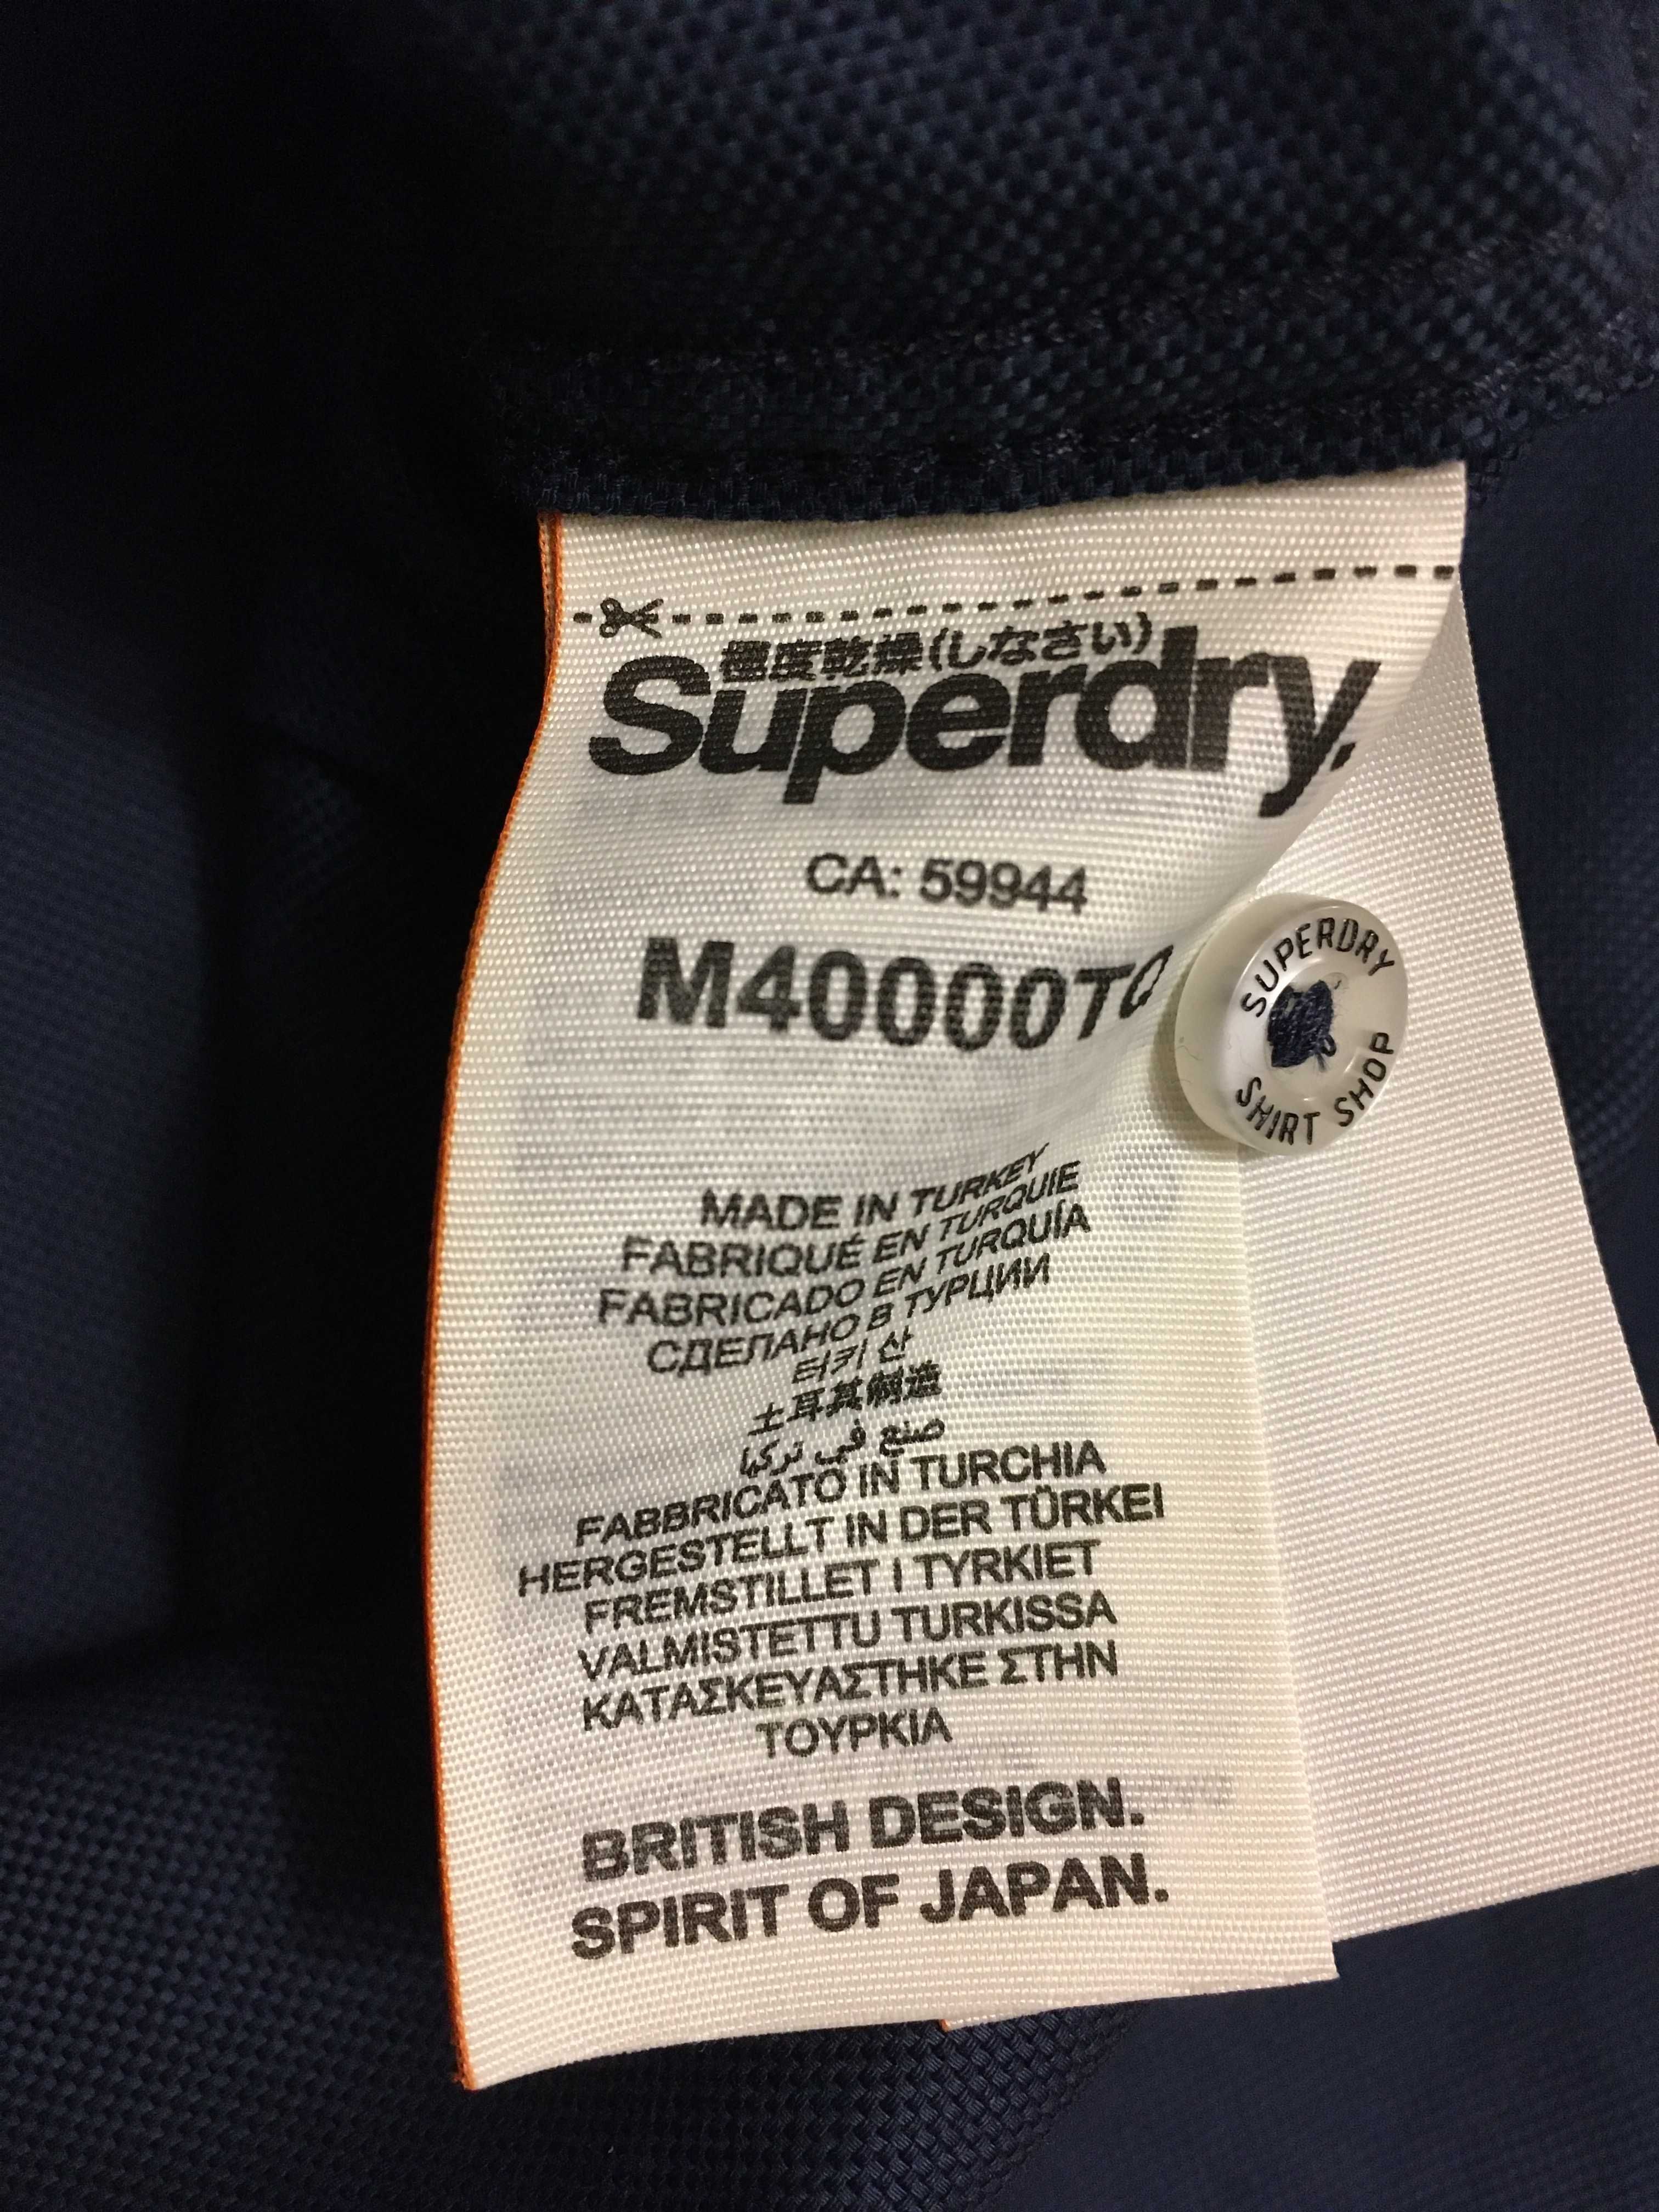 極度乾燥(しなさい)
Superdry.
CA: 59944
M40000TQ
SUPERDRY
SHIRT SHOP
MADE IN TURKEY
FABRIQUÉ EN TURQUIE
FABRICADO EN TURQUÍA
СДЕЛАНО В ТУРЦИИ
터키 산
土耳其制造
صنع في تركيا
FABBRICATO IN TURCHIA
HERGESTELLT IN DER TÜRKEI
FREMSTILLET I TYRKIET
VALMISTETTU TURKISSA
ΚΑΤΑΣΚΕΥΑΣΤΗΚΕ ΣΤΗΝ
ΤΟΥΡΚΙΑ
BRITISH DESIGN.
SPIRIT OF JAPAN.